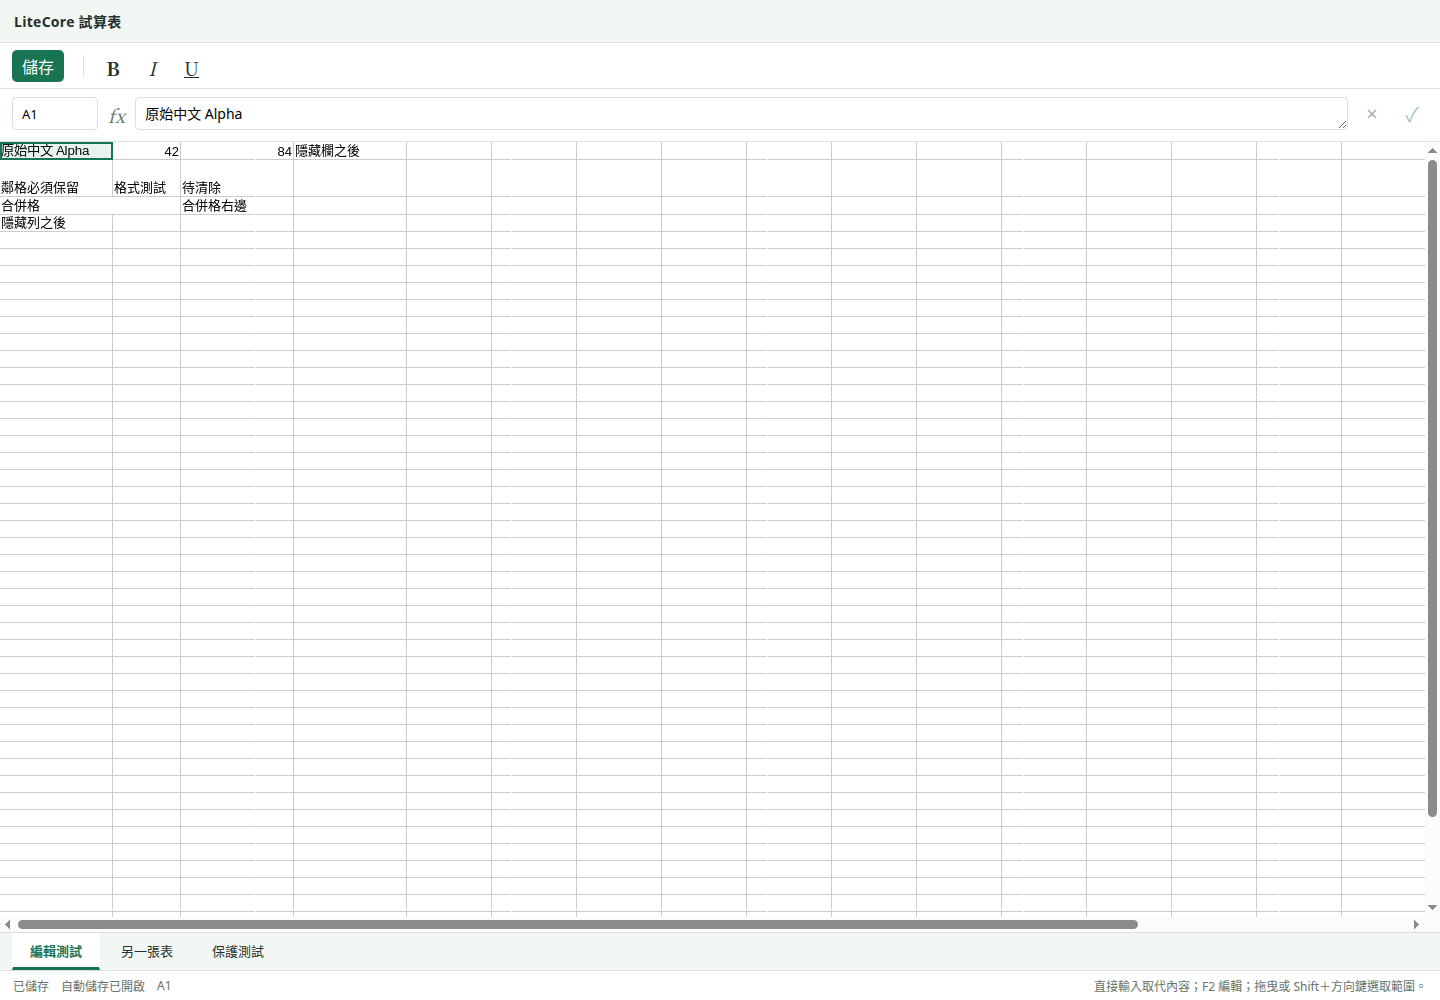 LiteCore 試算表
儲存 B I U
A1 fx 原始中文 Alpha × ✓
原始中文 Alpha 42 84 隱藏欄之後
鄰格必須保留 格式測試 待清除
合併格 合併格右邊
隱藏列之後
編輯測試 另一張表 保護測試
已儲存 自動儲存已開啟 A1 直接輸入取代內容；F2 編輯；拖曳或 Shift＋方向鍵選取範圍。